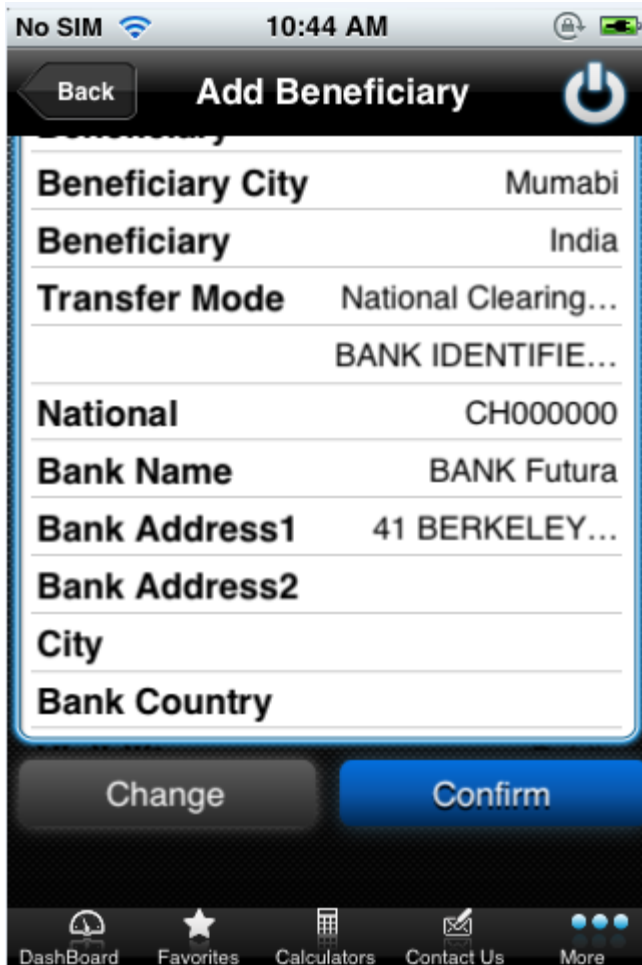 No SIM 10:44 AM
Back Add Beneficiary
Beneficiary
Beneficiary City Mumabi
Beneficiary India
Transfer Mode National Clearing...
BANK IDENTIFIE...
National CH000000
Bank Name BANK Futura
Bank Address1 41 BERKELEY...
Bank Address2
City
Bank Country
Change Confirm
DashBoard Favorites Calculators Contact Us More